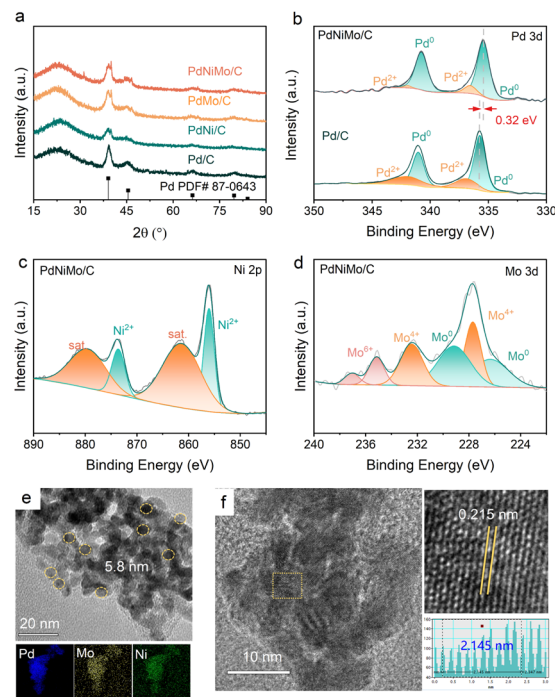 a
Intensity (a.u.)
PdNiMo/C
PdMo/C
PdNi/C
Pd/C
Pd PDF# 87-0643
15 30 45 60 75 90
2θ (°)
b
PdNiMo/C
Pd 3d
Intensity (a.u.)
Pd⁰
Pd²⁺
Pd²⁺
Pd⁰
0.32 eV
Pd/C
Pd⁰
Pd²⁺
Pd²⁺
Pd⁰
350 345 340 335 330
Binding Energy (eV)
c
PdNiMo/C
Ni 2p
Intensity (a.u.)
sat.
Ni²⁺
sat.
Ni²⁺
890 880 870 860 850
Binding Energy (eV)
d
PdNiMo/C
Mo 3d
Intensity (a.u.)
Mo⁶⁺
Mo⁴⁺
Mo⁰
Mo⁴⁺
Mo⁰
240 236 232 228 224
Binding Energy (eV)
e
5.8 nm
20 nm
Pd
Mo
Ni
f
10 nm
0.215 nm
2.145 nm